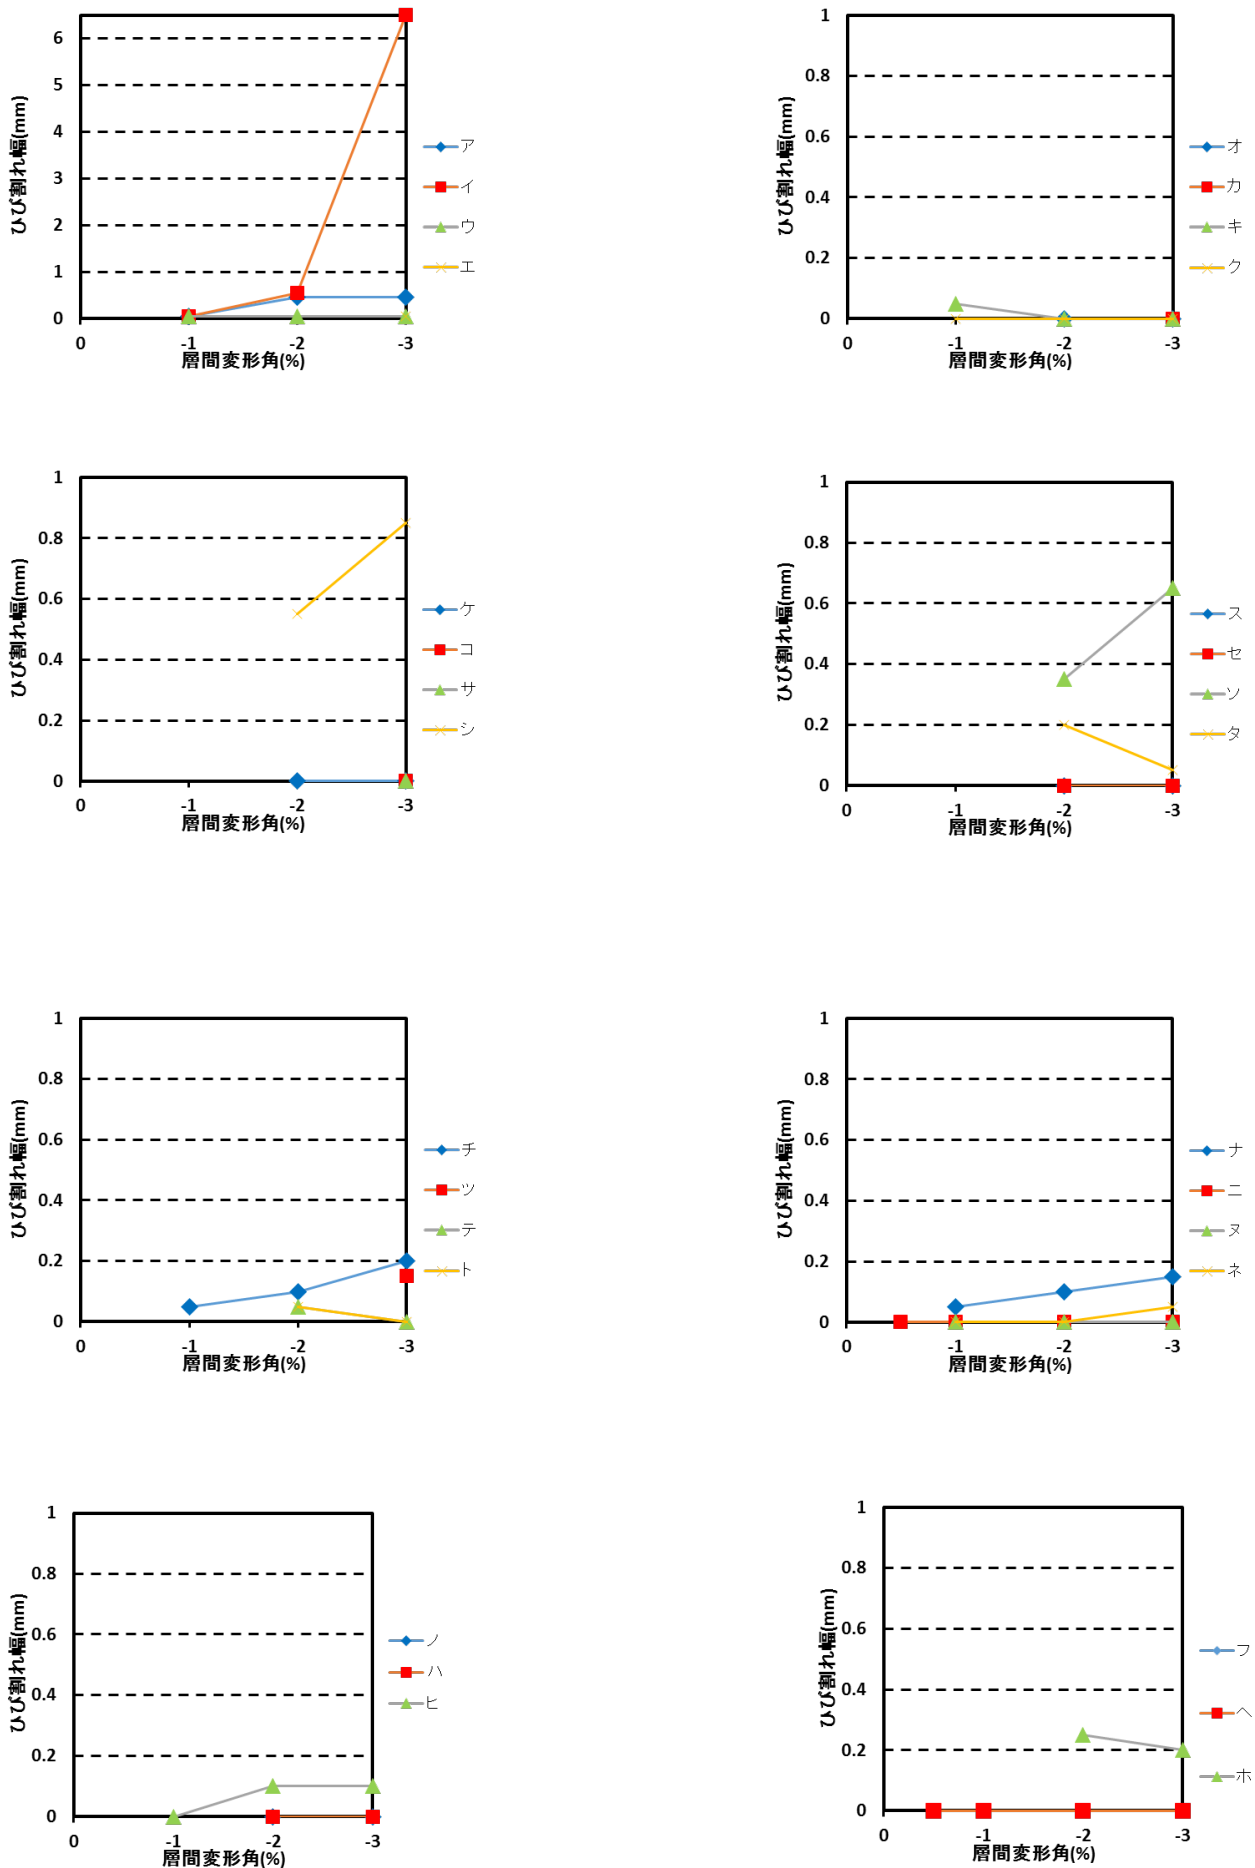 6
5
4
3
2
1
0
0 -1 -2 -3
ひび割れ幅(mm)
層間変形角(%)
ア
イ
ウ
エ
1
0.8
0.6
0.4
0.2
0
0 -1 -2 -3
ひび割れ幅(mm)
層間変形角(%)
オ
カ
キ
ク
1
0.8
0.6
0.4
0.2
0
0 -1 -2 -3
ひび割れ幅(mm)
層間変形角(%)
ケ
コ
サ
シ
1
0.8
0.6
0.4
0.2
0
0 -1 -2 -3
ひび割れ幅(mm)
層間変形角(%)
ス
セ
ソ
タ
1
0.8
0.6
0.4
0.2
0
0 -1 -2 -3
ひび割れ幅(mm)
層間変形角(%)
チ
ツ
テ
ト
1
0.8
0.6
0.4
0.2
0
0 -1 -2 -3
ひび割れ幅(mm)
層間変形角(%)
ナ
ニ
ヌ
ネ
1
0.8
0.6
0.4
0.2
0
0 -1 -2 -3
ひび割れ幅(mm)
層間変形角(%)
ノ
ハ
ヒ
1
0.8
0.6
0.4
0.2
0
0 -1 -2 -3
ひび割れ幅(mm)
層間変形角(%)
フ
ヘ
ホ